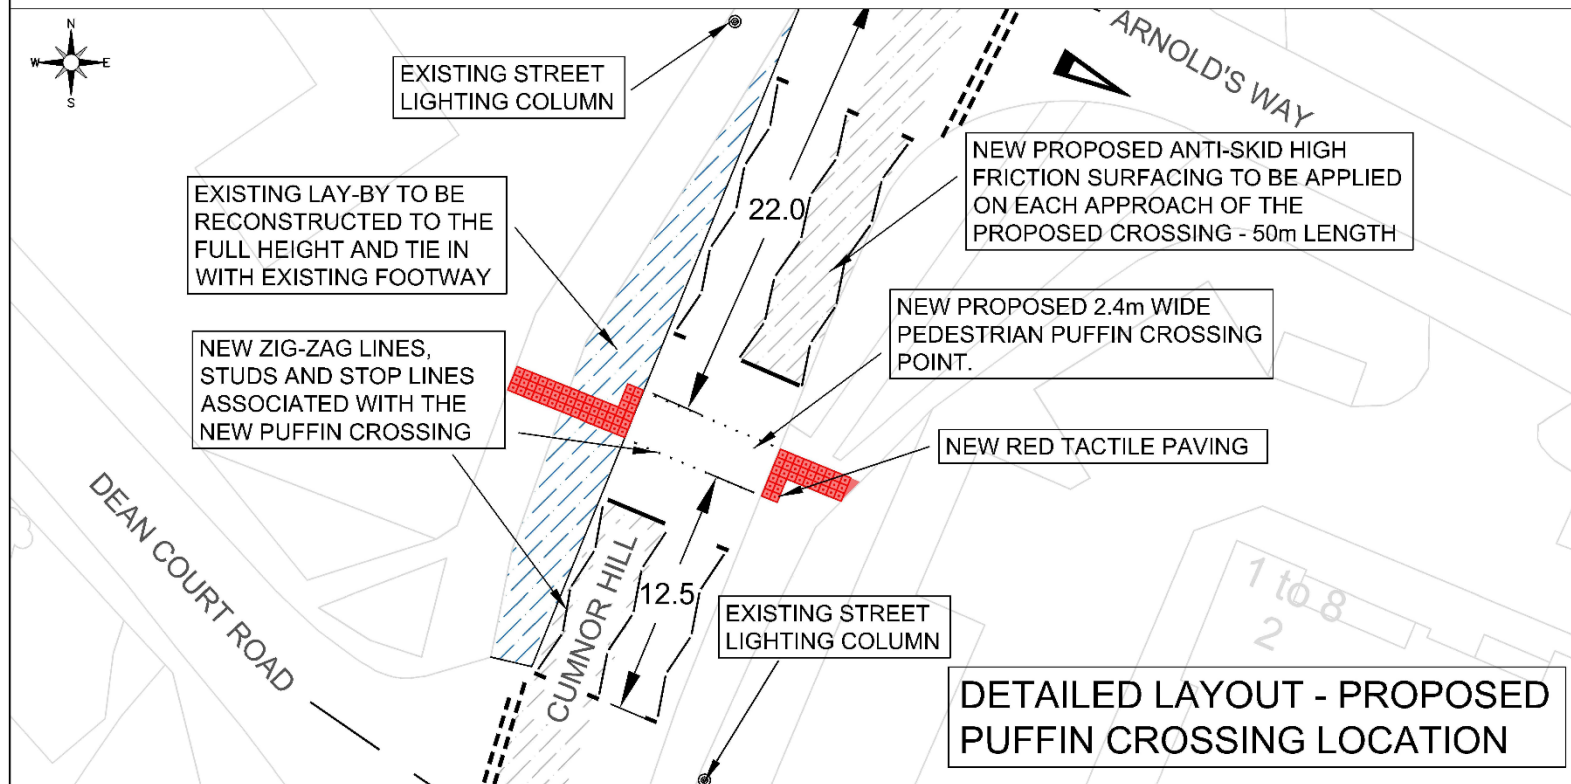 N
W E
S
EXISTING STREET
LIGHTING COLUMN
ARNOLD'S WAY
NEW PROPOSED ANTI-SKID HIGH
FRICTION SURFACING TO BE APPLIED
ON EACH APPROACH OF THE
PROPOSED CROSSING - 50m LENGTH
EXISTING LAY-BY TO BE
RECONSTRUCTED TO THE
FULL HEIGHT AND TIE IN
WITH EXISTING FOOTWAY
22.0
NEW PROPOSED 2.4m WIDE
PEDESTRIAN PUFFIN CROSSING
POINT.
NEW ZIG-ZAG LINES,
STUDS AND STOP LINES
ASSOCIATED WITH THE
NEW PUFFIN CROSSING
NEW RED TACTILE PAVING
DEAN COURT ROAD
CUMNOR HILL
12.5
EXISTING STREET
LIGHTING COLUMN
1 to 8
2
DETAILED LAYOUT - PROPOSED
PUFFIN CROSSING LOCATION